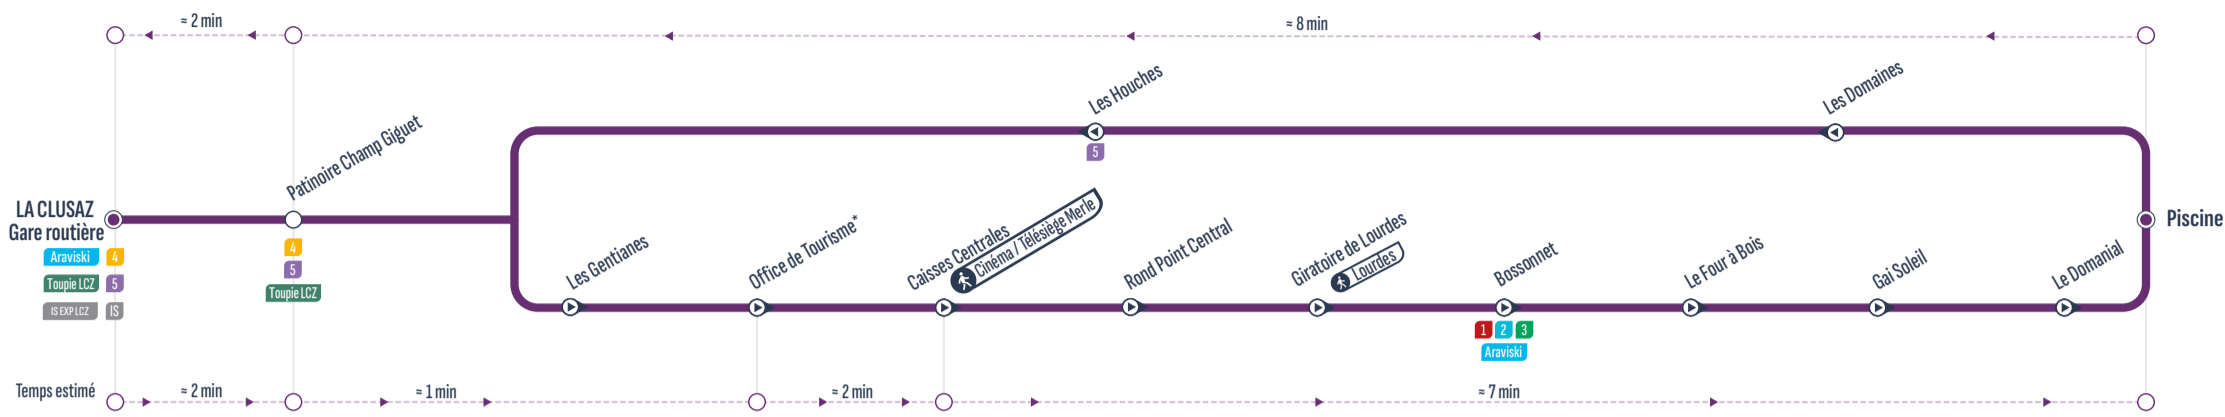 ≈ 2 min
≈ 8 min
Les Houches
5
Les Domaines
Patinoire Champ Giguet
4
5
Toupie LCZ
LA CLUSAZ
Gare routière
Araviski 4
Toupie LCZ 5
IS EXP LCZ IS
Piscine
Les Gentianes
Office de Tourisme*
Caisses Centrales
Cinéma / Télésiège Merle
Rond Point Central
Giratoire de Lourdes
Lourdes
Bossonnet
1 2 3
Araviski
Le Four à Bois
Gai Soleil
Le Domanial
Temps estimé
≈ 2 min
≈ 1 min
≈ 2 min
≈ 7 min